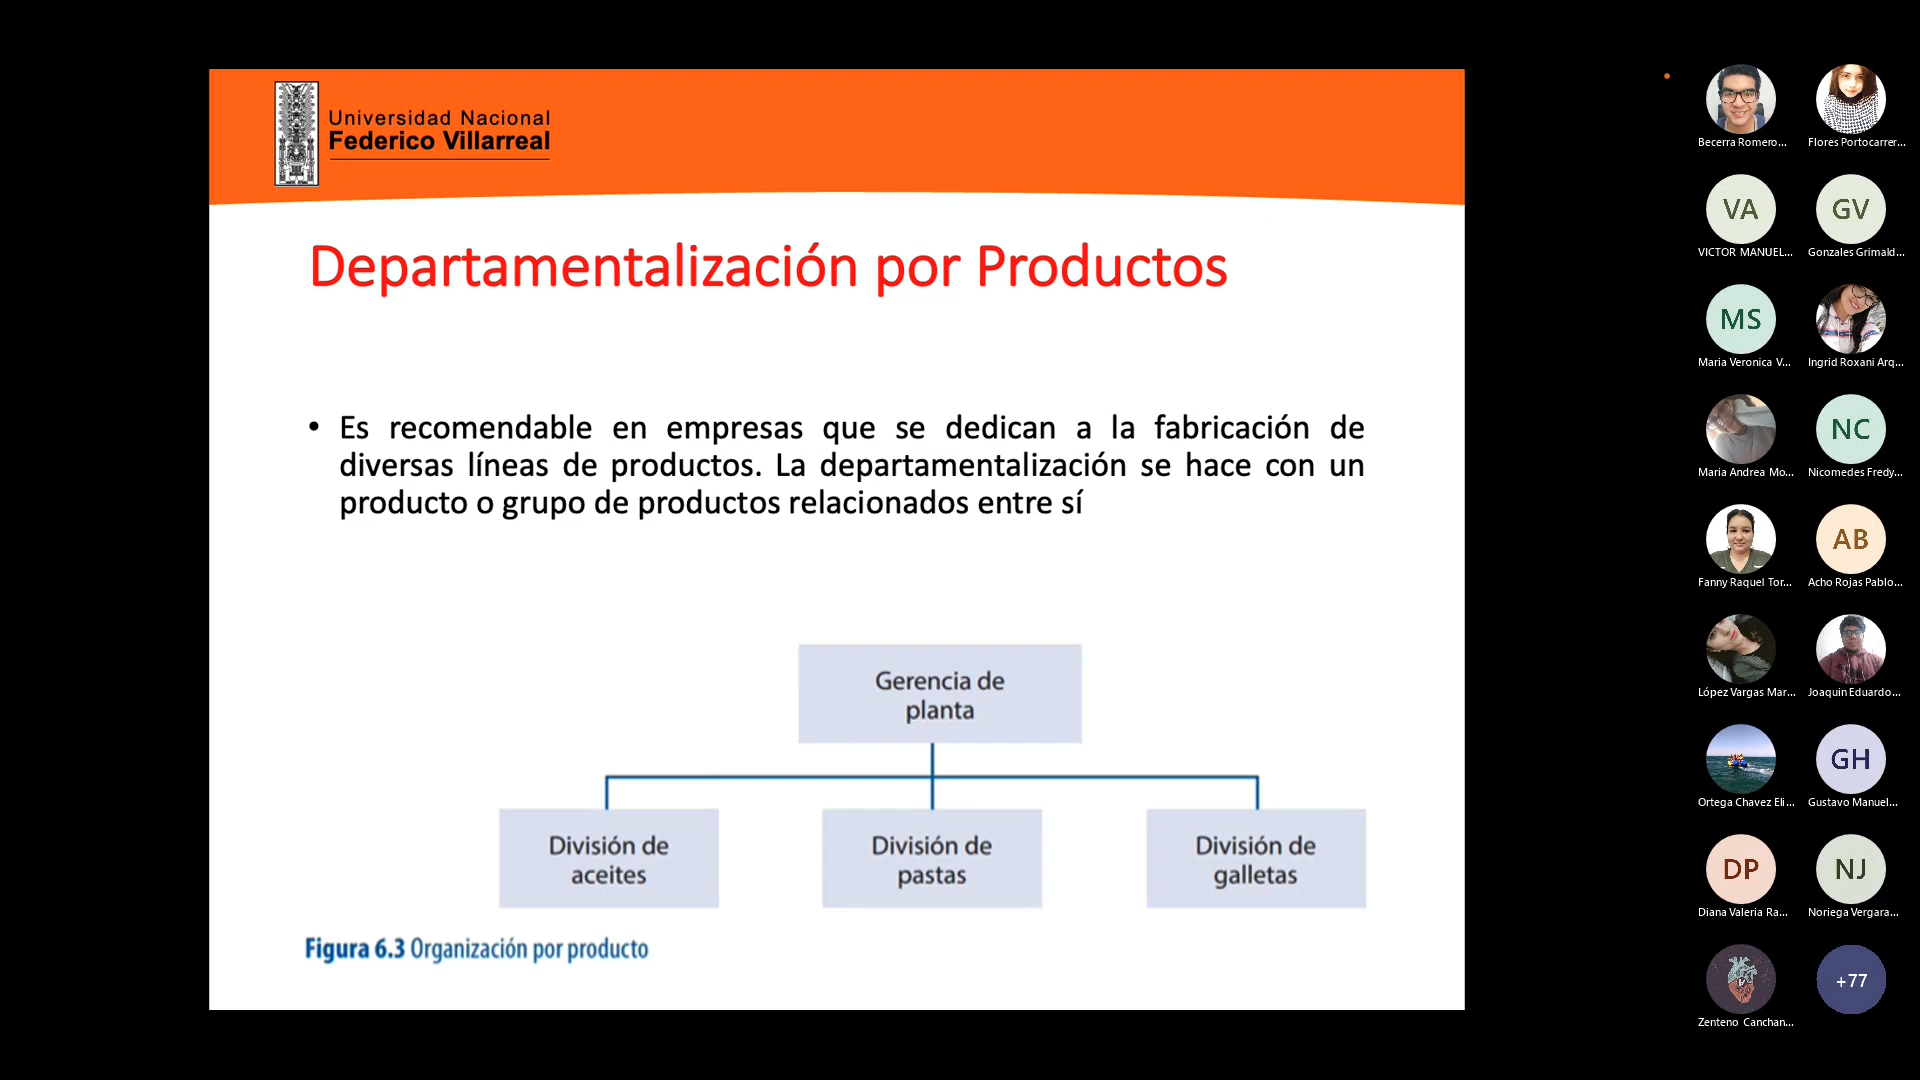 Universidad Nacional
Federico Villarreal
Departamentalización por Productos
• Es recomendable en empresas que se dedican a la fabricación de
diversas líneas de productos. La departamentalización se hace con un
producto o grupo de productos relacionados entre sí
Gerencia de
planta
División de
aceites
División de
pastas
División de
galletas
Figura 6.3 Organización por producto
Becerra Romero...
Flores Portocarrer...
VA
VICTOR MANUEL...
GV
Gonzales Grimald...
MS
Maria Veronica V...
Ingrid Roxani Arq...
Maria Andrea Mo...
NC
Nicomedes Fredy...
Fanny Raquel Tor...
AB
Acho Rojas Pablo...
López Vargas Mar...
Joaquin Eduardo...
Ortega Chavez Eli...
GH
Gustavo Manuel...
DP
Diana Valeria Ra...
NJ
Noriega Vergara...
Zenteno Canchan...
+77